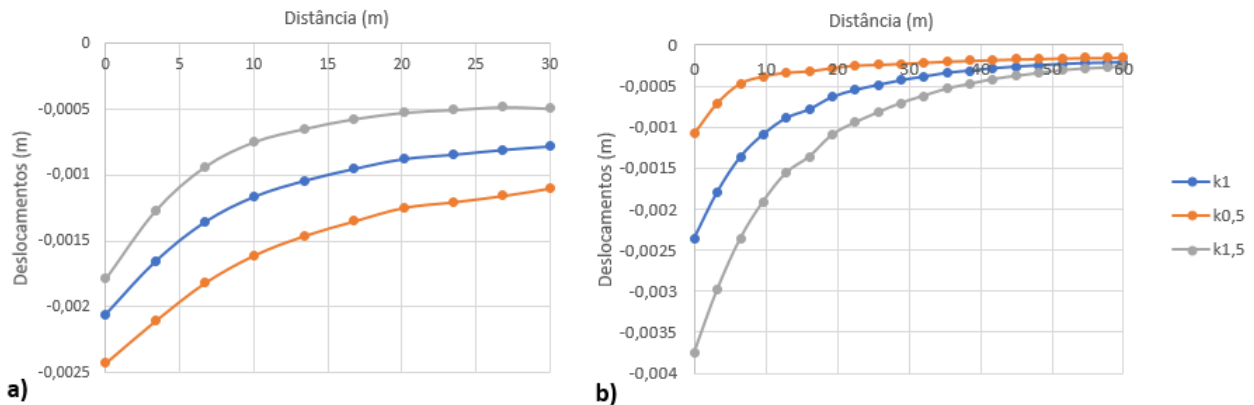 Distância (m)
0 5 10 15 20 25 30
0
-0,0005
-0,001
-0,0015
-0,002
-0,0025
Deslocamentos (m)
a)
Distância (m)
0 10 20 30 40 50 60
0
-0,0005
-0,001
-0,0015
-0,002
-0,0025
-0,003
-0,0035
-0,004
Deslocamentos (m)
b)
k1
k0,5
k1,5